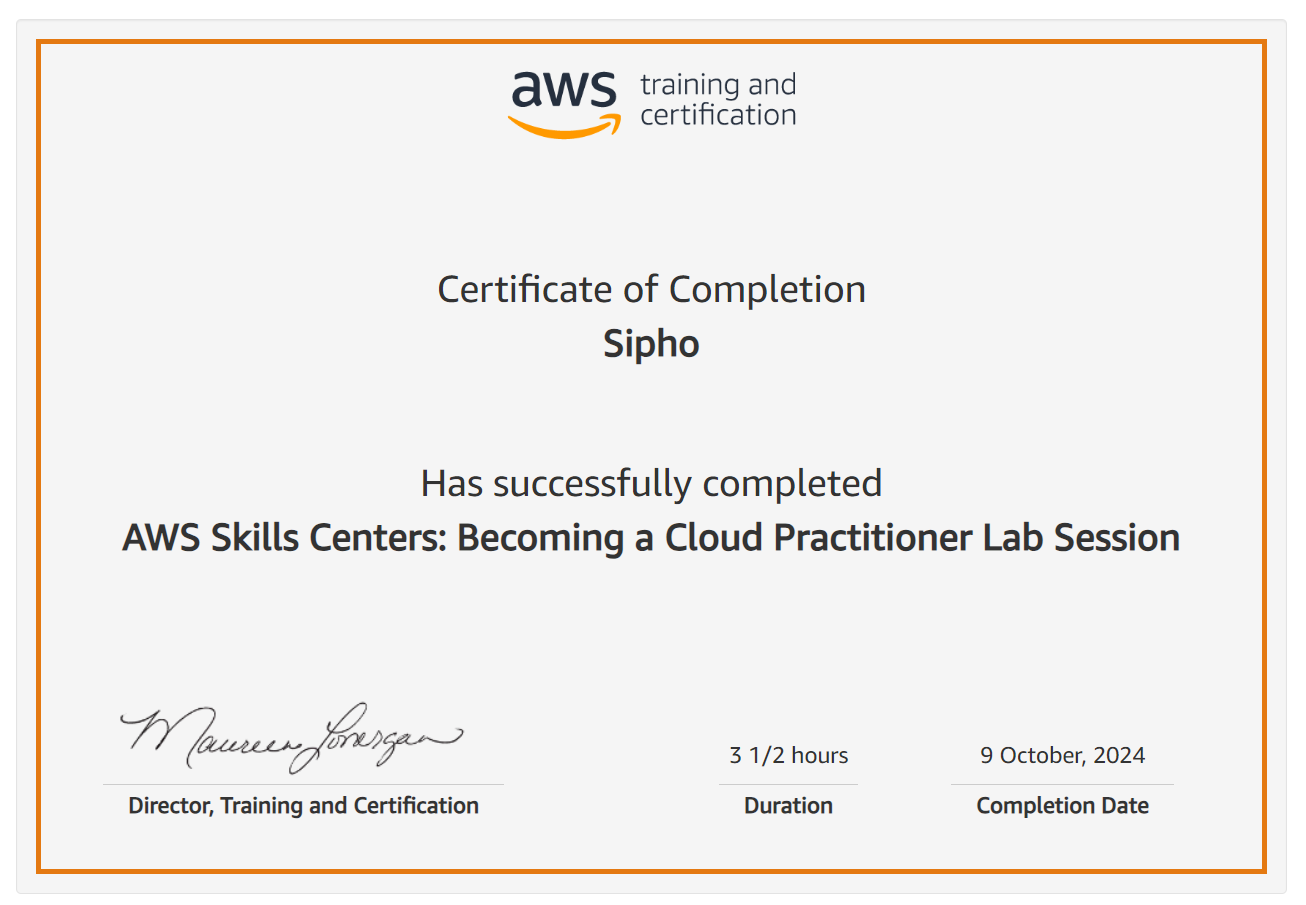 aws training and
certification
Certificate of Completion
Sipho
Has successfully completed
AWS Skills Centers: Becoming a Cloud Practitioner Lab Session
Maureen Lonergan
3 1/2 hours
9 October, 2024
Director, Training and Certification
Duration
Completion Date